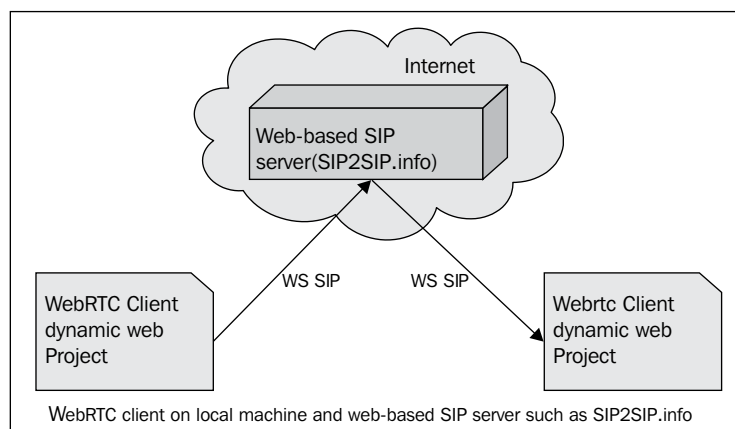 Internet
Web-based SIP
server(SIP2SIP.info)
WS SIP
WS SIP
WebRTC Client
dynamic web
Project
Webrtc Client
dynamic web
Project
WebRTC client on local machine and web-based SIP server such as SIP2SIP.info